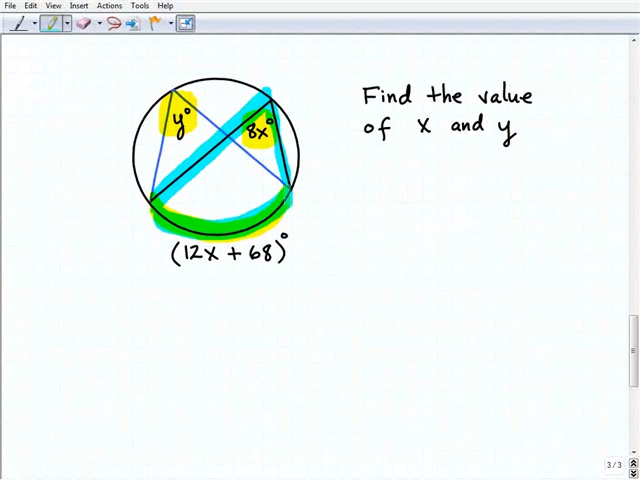 File Edit View Insert Actions Tools Help
y°
8x°
(12x + 68)°
Find the value
of x and y
3/3